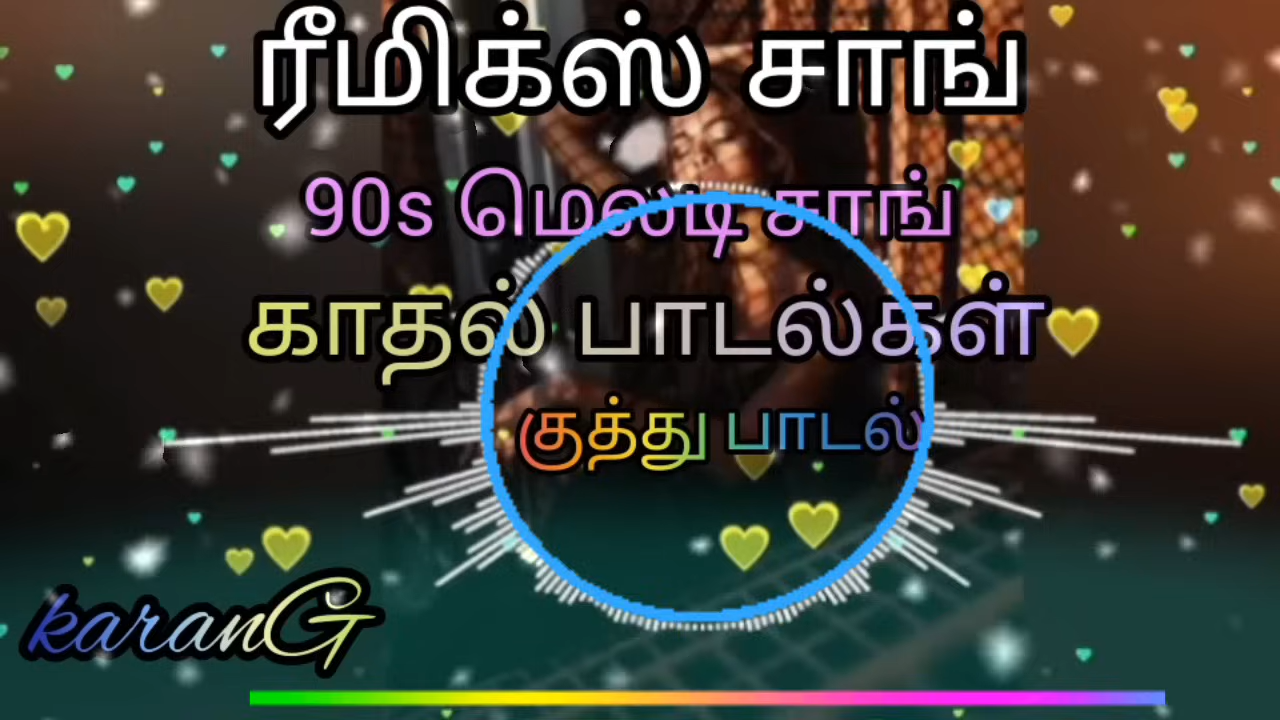 ரீமிக்ஸ் சாங்
90s மெலடி சாங்
காதல் பாடல்கள்
குத்து பாடல்
karanG